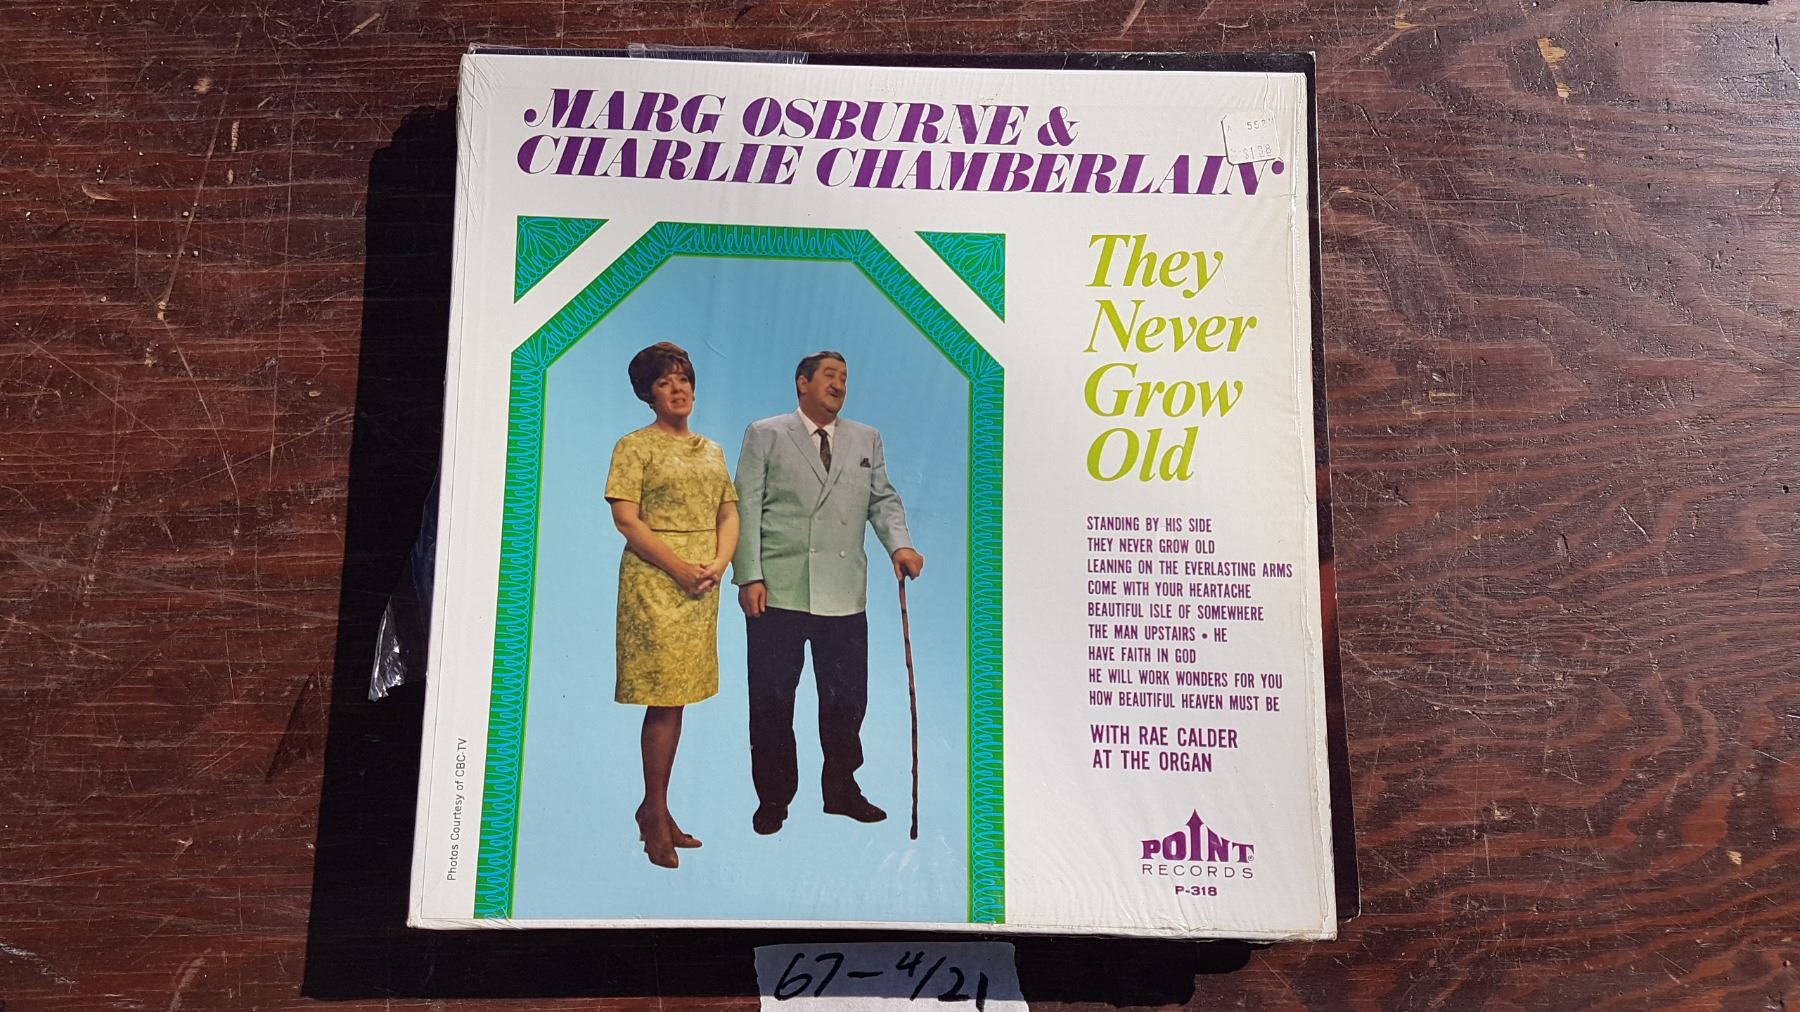 MARG OSBURNE &
CHARLIE CHAMBERLAIN
$1.98
They
Never
Grow
Old
STANDING BY HIS SIDE
THEY NEVER GROW OLD
LEANING ON THE EVERLASTING ARMS
COME WITH YOUR HEARTACHE
BEAUTIFUL ISLE OF SOMEWHERE
THE MAN UPSTAIRS • HE
HAVE FAITH IN GOD
HE WILL WORK WONDERS FOR YOU
HOW BEAUTIFUL HEAVEN MUST BE
WITH RAE CALDER
AT THE ORGAN
POINT®
RECORDS
P-318
Photos Courtesy of CBC-TV
67-4/21